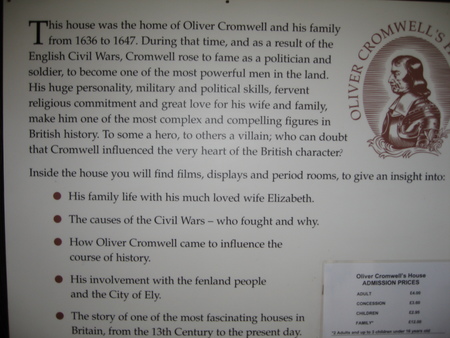 This house was the home of Oliver Cromwell and his family
from 1636 to 1647. During that time, and as a result of the
English Civil Wars, Cromwell rose to fame as a politician and
soldier, to become one of the most powerful men in the land.
His huge personality, military and political skills, fervent
religious commitment and great love for his wife and family,
make him one of the most complex and compelling figures in
British history. To some a hero, to others a villain; who can doubt
that Cromwell influenced the very heart of the British character?
OLIVER CROMWELL'S
Inside the house you will find films, displays and period rooms, to give an insight into:
● His family life with his much loved wife Elizabeth.
● The causes of the Civil Wars – who fought and why.
● How Oliver Cromwell came to influence the
course of history.
● His involvement with the fenland people
and the City of Ely.
● The story of one of the most fascinating houses in
Britain, from the 13th Century to the present day.
Oliver Cromwell's House
ADMISSION PRICES
ADULT
CONCESSION
CHILDREN
FAMILY*